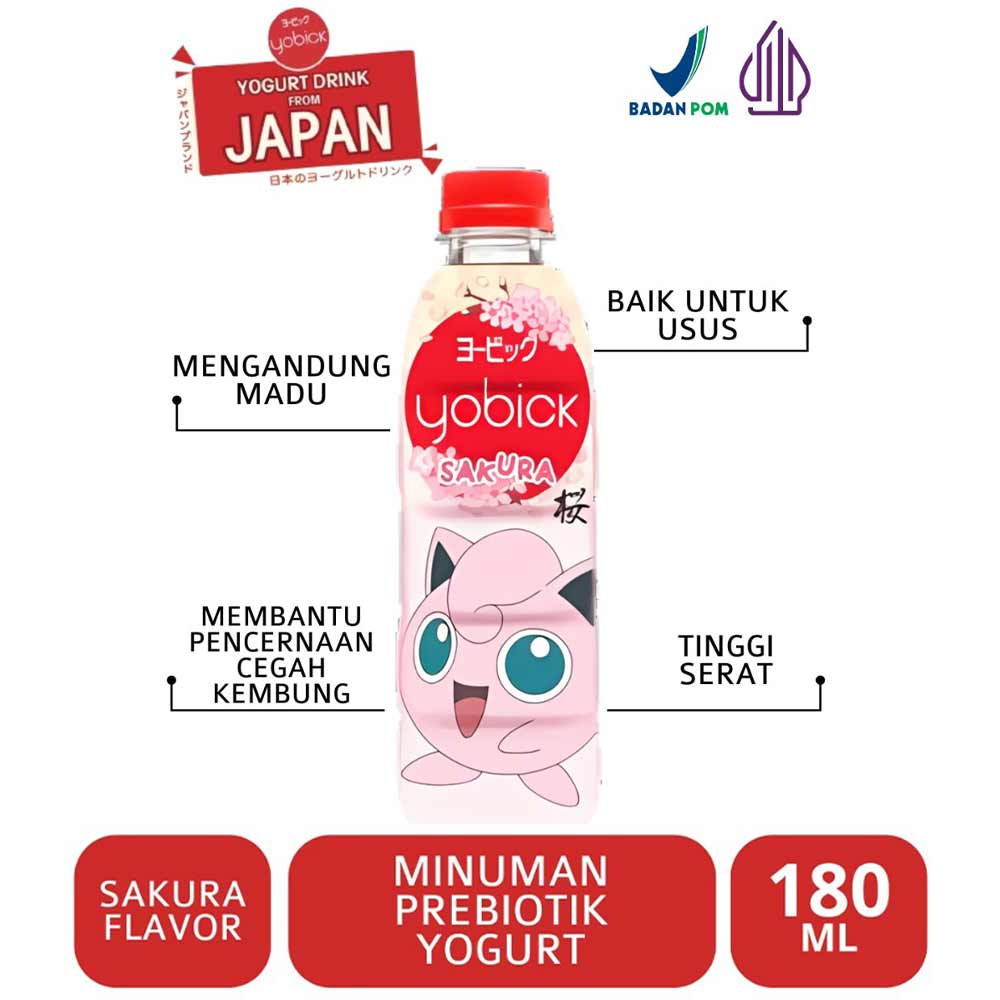 ヨービック
yobick
YOGURT DRINK
FROM
JAPAN
ジャパンブランド
日本のヨーグルトドリンク
BADAN POM
BAIK UNTUK
USUS
MENGANDUNG
MADU
ヨービック
yobick
SAKURA
桜
MEMBANTU
PENCERNAAN
CEGAH
KEMBUNG
TINGGI
SERAT
SAKURA
FLAVOR
MINUMAN
PREBIOTIK
YOGURT
180
ML